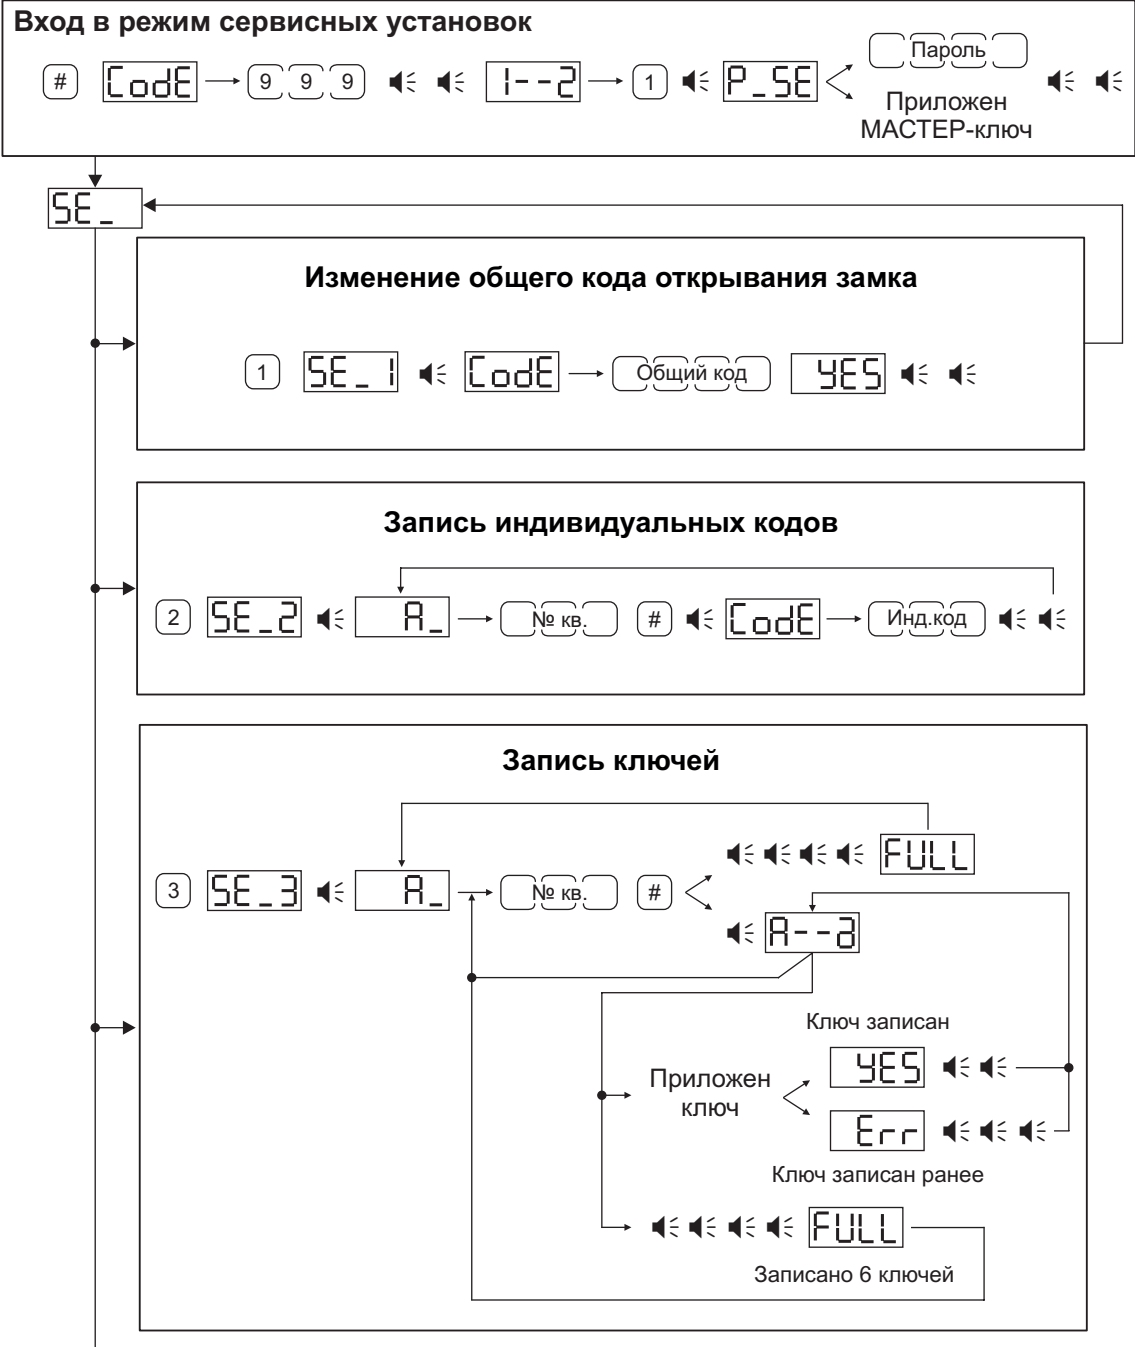 Вход в режим сервисных установок
# CodE 9 9 9 1--2 1 P_SE Пароль
Приложен
МАСТЕР-ключ
SE_
Изменение общего кода открывания замка
1 SE_1 CodE Общий код YES
Запись индивидуальных кодов
2 SE_2 A_ № кв. # CodE Инд.код
Запись ключей
FULL
3 SE_3 A_ № кв. #
A--a
Ключ записан
YES
Приложен
ключ
Err
Ключ записан ранее
FULL
Записано 6 ключей